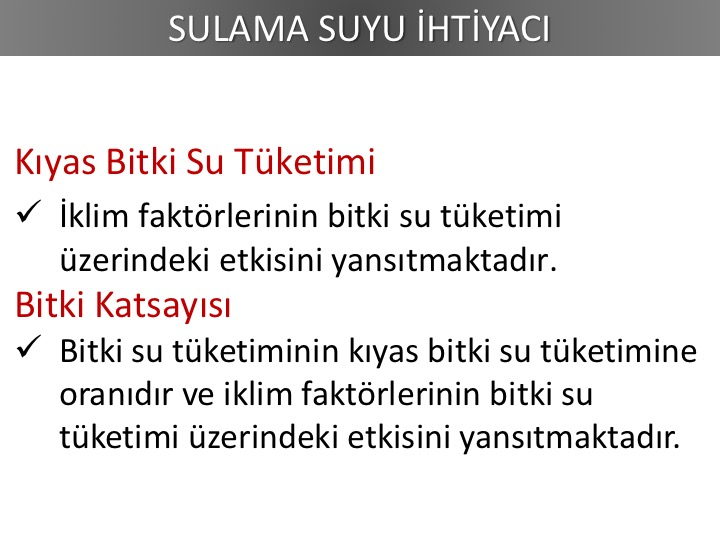 SULAMA SUYU İHTİYACI
Kıyas Bitki Su Tüketimi
✓ İklim faktörlerinin bitki su tüketimi
üzerindeki etkisini yansıtmaktadır.
Bitki Katsayısı
✓ Bitki su tüketiminin kıyas bitki su tüketimine
oranıdır ve iklim faktörlerinin bitki su
tüketimi üzerindeki etkisini yansıtmaktadır.